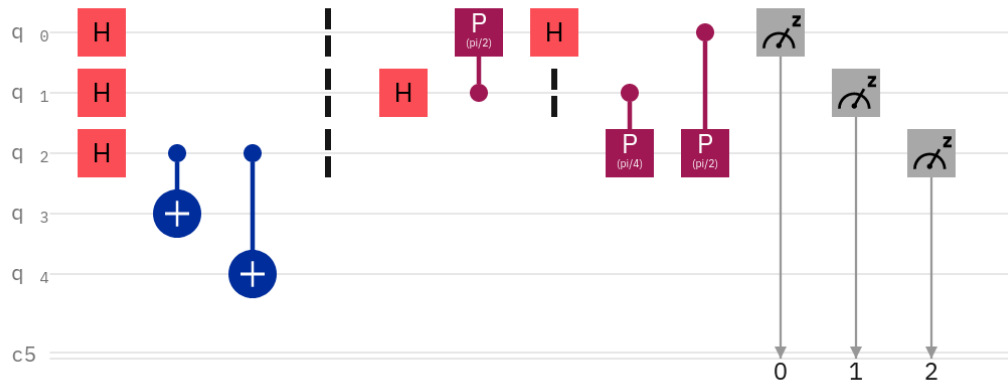 q 0 H P (pi/2) H z
q 1 H H z
q 2 H P (pi/4) P (pi/2) z
q 3
q 4
c5
0 1 2